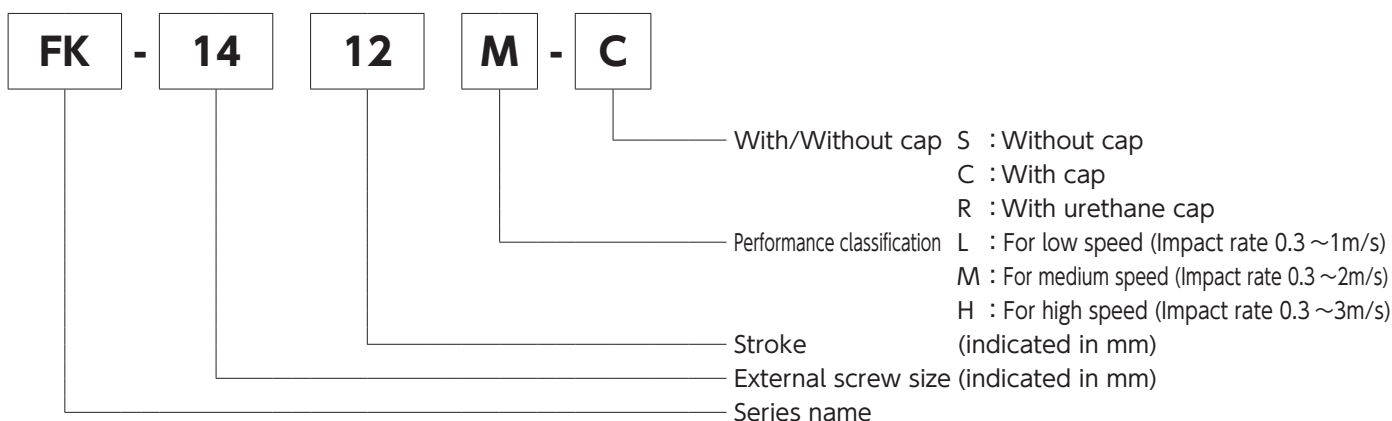 FK - 14 12 M - C
With/Without cap S : Without cap
C : With cap
R : With urethane cap
Performance classification L : For low speed (Impact rate 0.3～1m/s)
M : For medium speed (Impact rate 0.3～2m/s)
H : For high speed (Impact rate 0.3～3m/s)
Stroke (indicated in mm)
External screw size (indicated in mm)
Series name